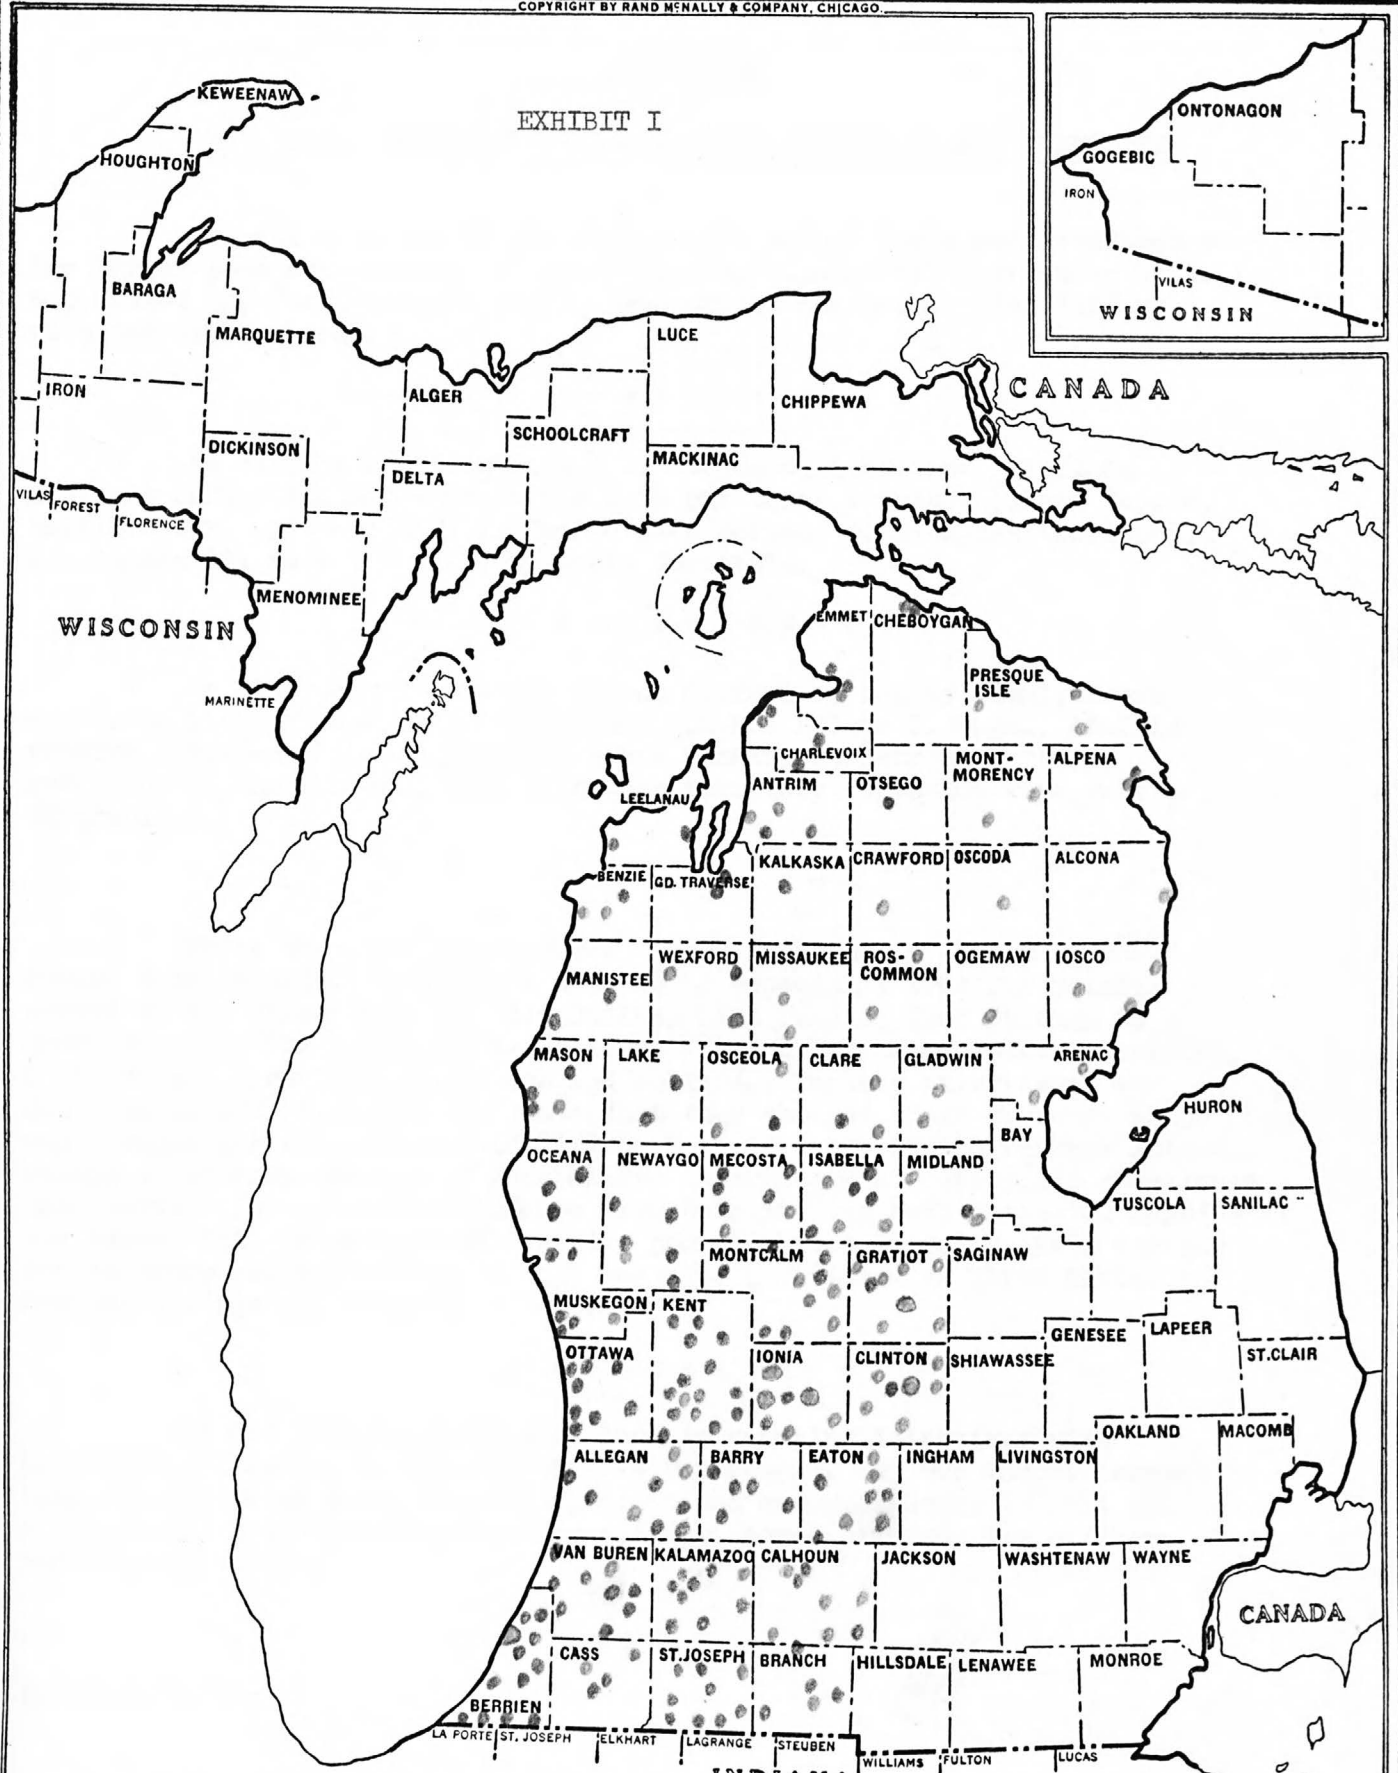 COPYRIGHT BY RAND McNALLY & COMPANY, CHICAGO.
KEWEENAW
EXHIBIT I
ONTONAGON
HOUGHTON
GOGEBIC
IRON
BARAGA
VILAS
WISCONSIN
MARQUETTE
LUCE
CANADA
IRON
ALGER
CHIPPEWA
SCHOOLCRAFT
DICKINSON
MACKINAC
DELTA
VILAS
FOREST
FLORENCE
MENOMINEE
WISCONSIN
EMMET
CHEBOYGAN
PRESQUE
ISLE
MARINETTE
CHARLEVOIX
MONT-
MORENCY
ALPENA
ANTRIM
OTSEGO
LEELANAU
KALKASKA
CRAWFORD
OSCODA
ALCONA
BENZIE
GD. TRAVERSE
WEXFORD
MISSAUKEE
ROS-
COMMON
OGEMAW
IOSCO
MANISTEE
MASON
LAKE
OSCEOLA
CLARE
GLADWIN
ARENAC
HURON
BAY
OCEANA
NEWAYGO
MECOSTA
ISABELLA
MIDLAND
TUSCOLA
SANILAC
MONTCALM
GRATIOT
SAGINAW
MUSKEGON
KENT
GENESEE
LAPEER
OTTAWA
IONIA
CLINTON
SHIAWASSEE
ST. CLAIR
OAKLAND
MACOMB
ALLEGAN
BARRY
EATON
INGHAM
LIVINGSTON
VAN BUREN
KALAMAZOO
CALHOUN
JACKSON
WASHTENAW
WAYNE
CANADA
CASS
ST. JOSEPH
BRANCH
HILLSDALE
LENAWEE
MONROE
BERRIEN
LA PORTE
ST. JOSEPH
ELKHART
LAGRANGE
STEUBEN
WILLIAMS
FULTON
LUCAS